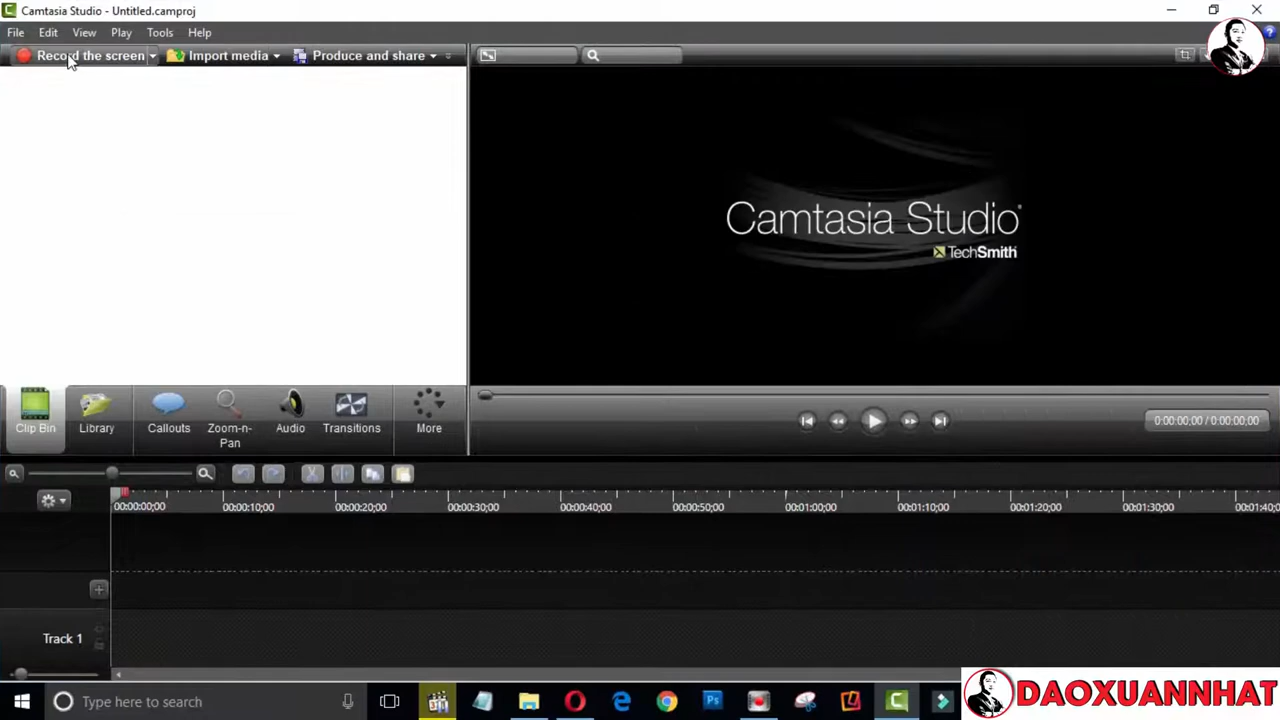 Camtasia Studio - Untitled.camproj
File Edit View Play Tools Help
Record the screen Import media Produce and share
Camtasia Studio
TechSmith
Clip Bin Library Callouts Zoom-n-Pan Audio Transitions More
0:00:00,00 / 0:00:00,00
00:00:00;00 00:00:10;00 00:00:20;00 00:00:30;00 00:00:40;00 00:00:50;00 00:01:00;00 00:01:10;00 00:01:20;00 00:01:30;00 00:01:40;0
Track 1
Type here to search
DAOXUANNHAT